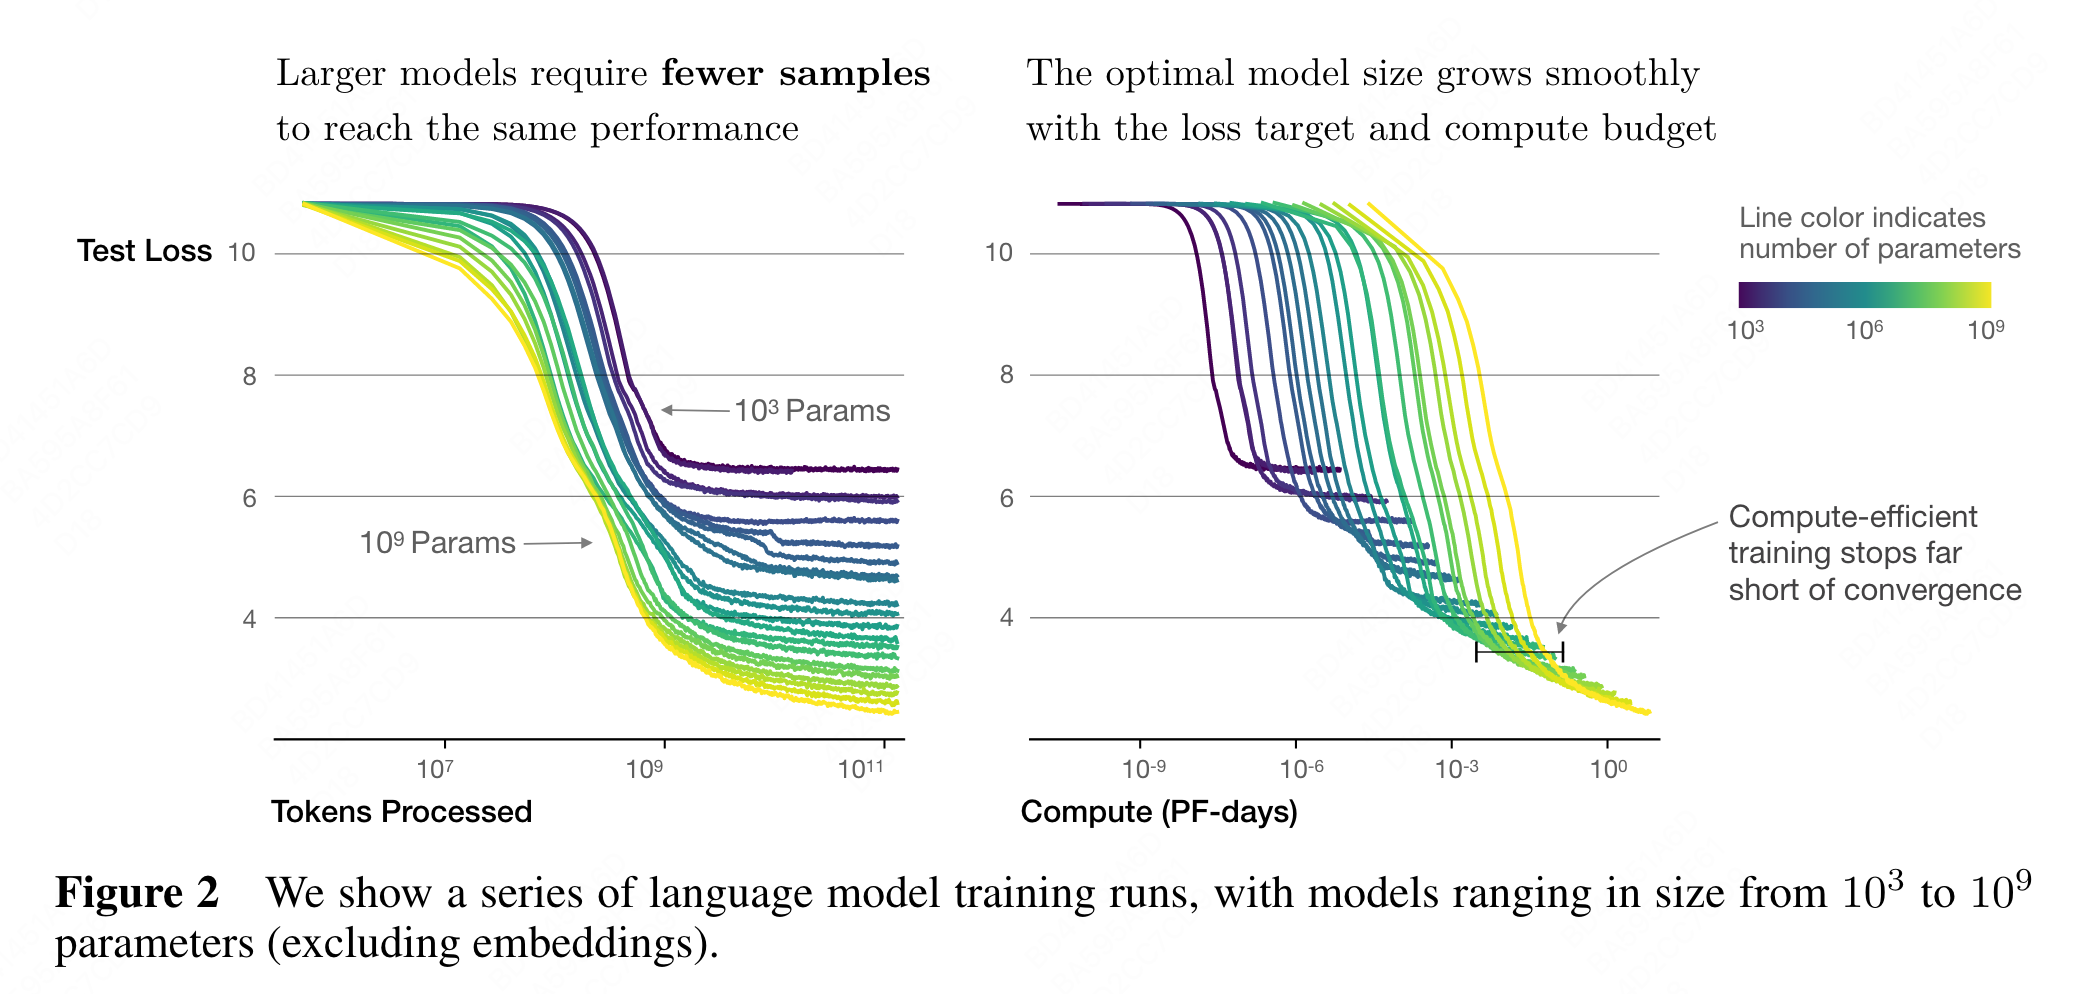 Larger models require fewer samples
to reach the same performance
The optimal model size grows smoothly
with the loss target and compute budget
Test Loss
10
8
6
4
10³ Params
10⁹ Params
10⁷
10⁹
10¹¹
Tokens Processed
10
8
6
4
10⁻⁹
10⁻⁶
10⁻³
10⁰
Compute (PF-days)
Line color indicates
number of parameters
10³
10⁶
10⁹
Compute-efficient
training stops far
short of convergence
Figure 2 We show a series of language model training runs, with models ranging in size from 10³ to 10⁹
parameters (excluding embeddings).